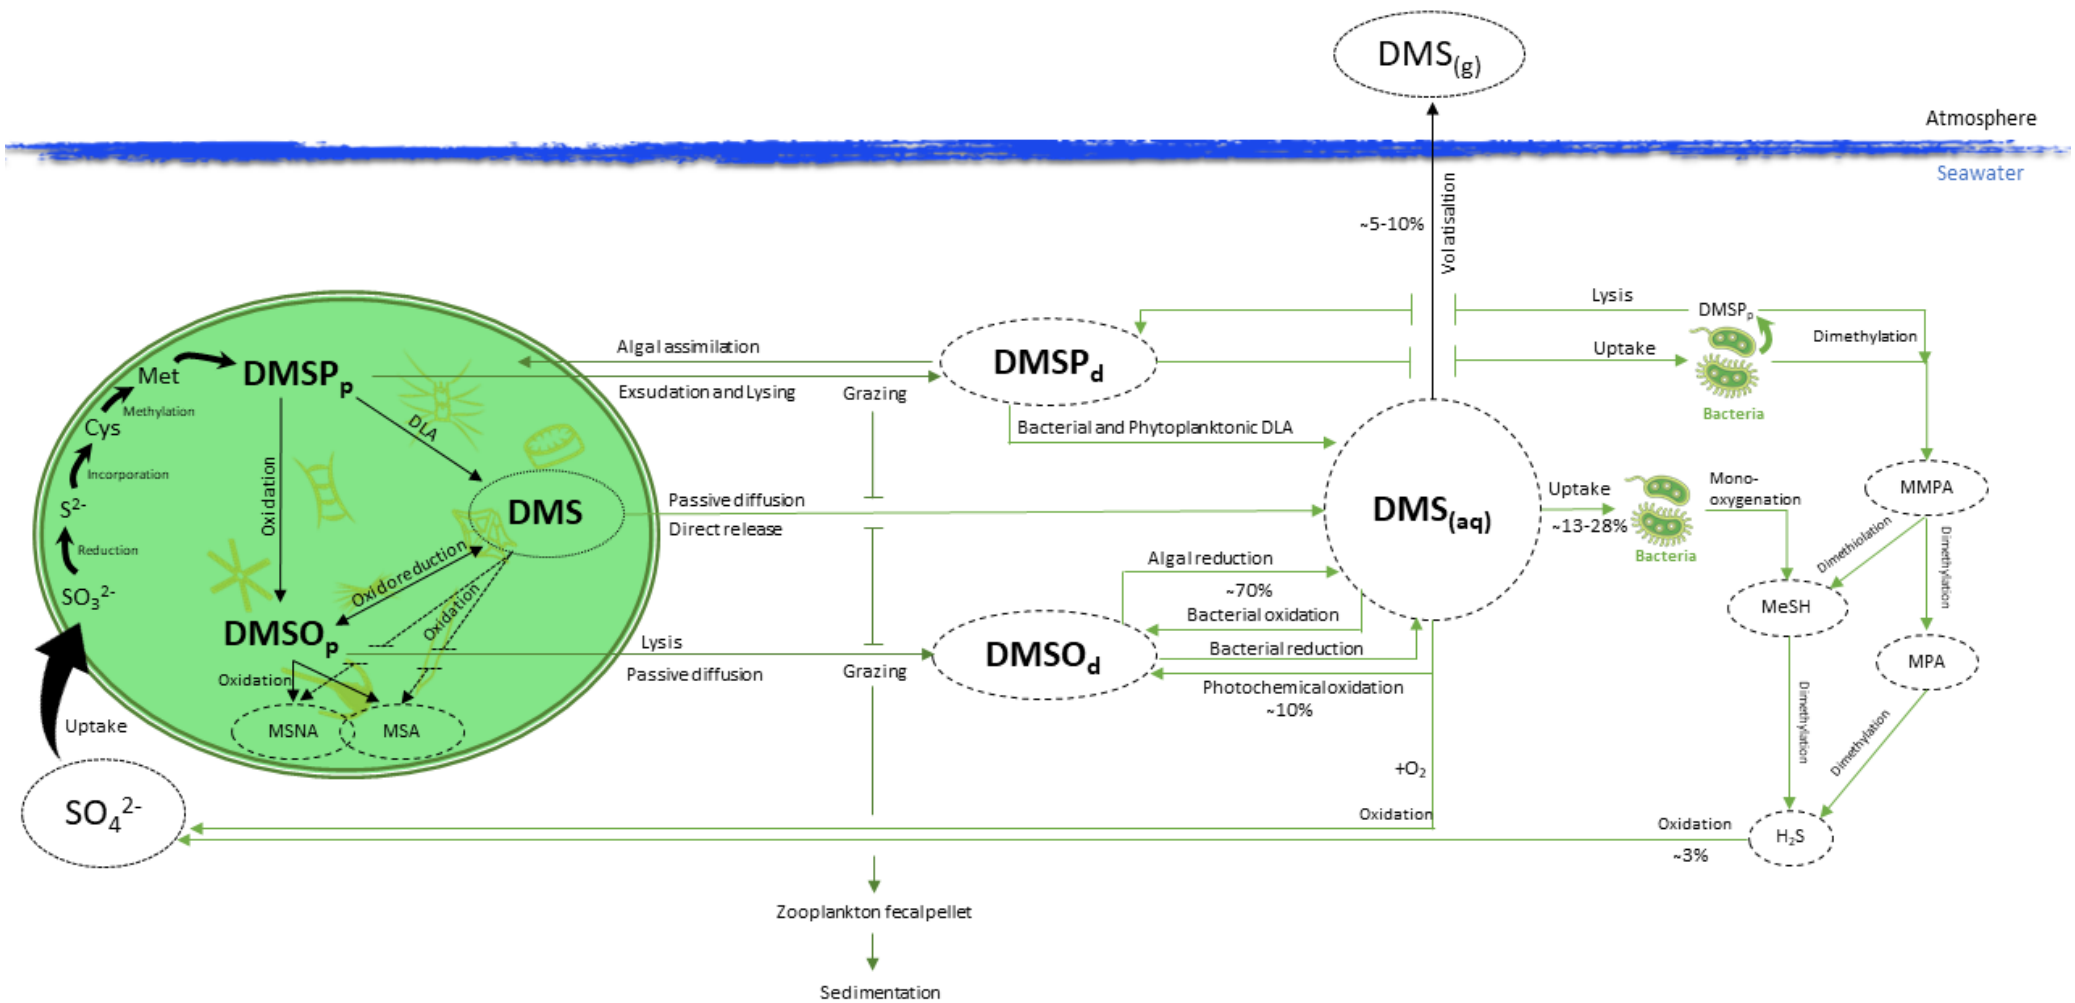 DMS(g)
Atmosphere
Seawater
~5-10%
Volatisaltion
Lysis
DMSPp
Dimethylation
Uptake
Bacteria
Algal assimilation
Exsudation and Lysing
Grazing
DMSPd
Bacterial and Phytoplanktonic DLA
Met
DMSPp
Methylation
Cys
DLA
Incorporation
Oxidation
S2-
Reduction
SO32-
DMS
Passive diffusion
Direct release
DMS(aq)
Uptake
~13-28%
Bacteria
Mono-
oxygenation
MMPA
Dimethiolation
Dimethylation
MeSH
MPA
Dimethylation
Dimethylation
Oxidoreduction
Oxidation
DMSOp
Oxidation
MSNA
MSA
Lysis
Passive diffusion
Grazing
Algal reduction
~70%
Bacterial oxidation
DMSOd
Bacterial reduction
Photochemical oxidation
~10%
+O2
Oxidation
Uptake
SO42-
Oxidation
~3%
H2S
Zooplankton fecal pellet
Sedimentation